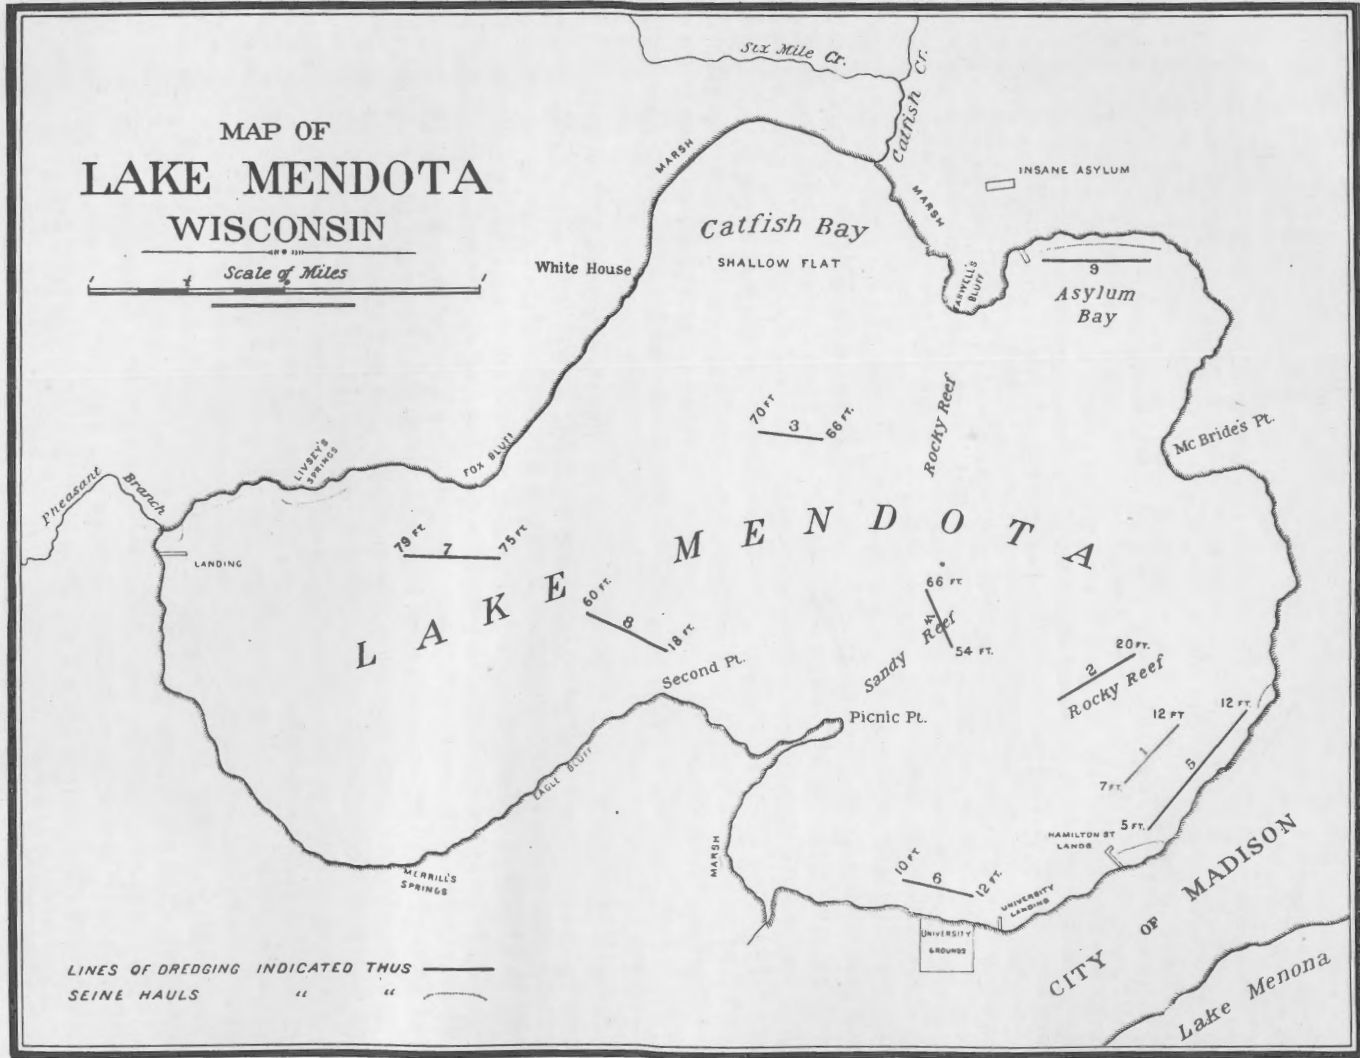 Six Mile Cr.
Catfish Cr.
MAP OF
LAKE MENDOTA
WISCONSIN
Scale of Miles
MARSH
MARSH
INSANE ASYLUM
Catfish Bay
SHALLOW FLAT
White House
BLUFF
9
Asylum
Bay
70 FT
3
66 FT.
Rocky Reef
Mc Bride's Pt.
Pheasant Branch
LIVSEY'S
SPRINGS
FOX BLUFF
LANDING
79 FT.
7
75 FT.
LAKE MENDOTA
60 FT.
8
18 FT.
66 FT.
54 FT.
Sandy Reef
Second Pt.
Picnic Pt.
20 FT.
2
Rocky Reef
12 FT
1
7 FT.
12 FT.
5
5 FT.
EAGLE BLUFF
MERRILL'S
SPRINGS
MARSH
HAMILTON ST
LANDG
10 FT
6
12 FT.
UNIVERSITY
LANDING
UNIVERSITY
GROUNDS
CITY OF MADISON
Lake Menona
LINES OF DREDGING INDICATED THUS
SEINE HAULS " "